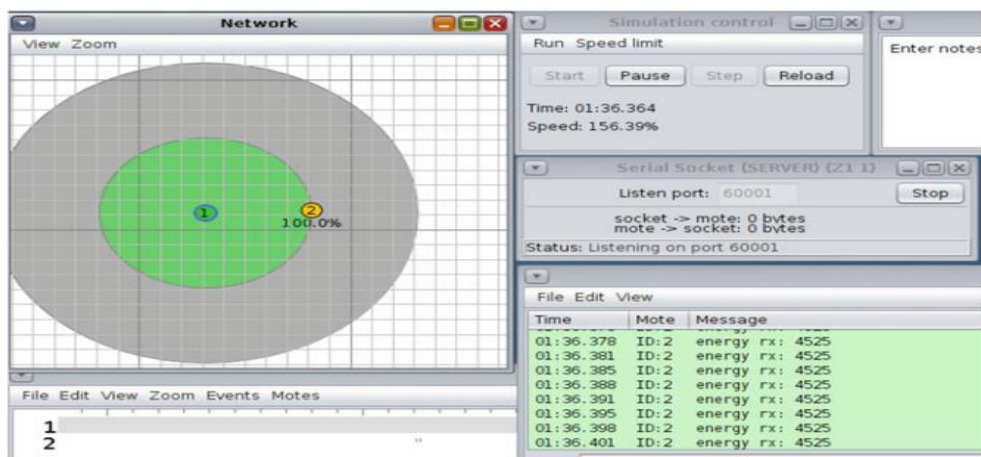 Network
View Zoom
1
2
100.0%
Simulation control
Run Speed limit
Start Pause Step Reload
Time: 01:36.364
Speed: 156.39%
Enter notes
Serial Socket (SERVER) (Z1 1)
Listen port: 60001 Stop
socket -> mote: 0 bytes
mote -> socket: 0 bytes
Status: Listening on port 60001
File Edit View
Time Mote Message
01:36.378 ID:2 energy rx: 4525
01:36.381 ID:2 energy rx: 4525
01:36.385 ID:2 energy rx: 4525
01:36.388 ID:2 energy rx: 4525
01:36.391 ID:2 energy rx: 4525
01:36.395 ID:2 energy rx: 4525
01:36.398 ID:2 energy rx: 4525
01:36.401 ID:2 energy rx: 4525
File Edit View Zoom Events Motes
1
2